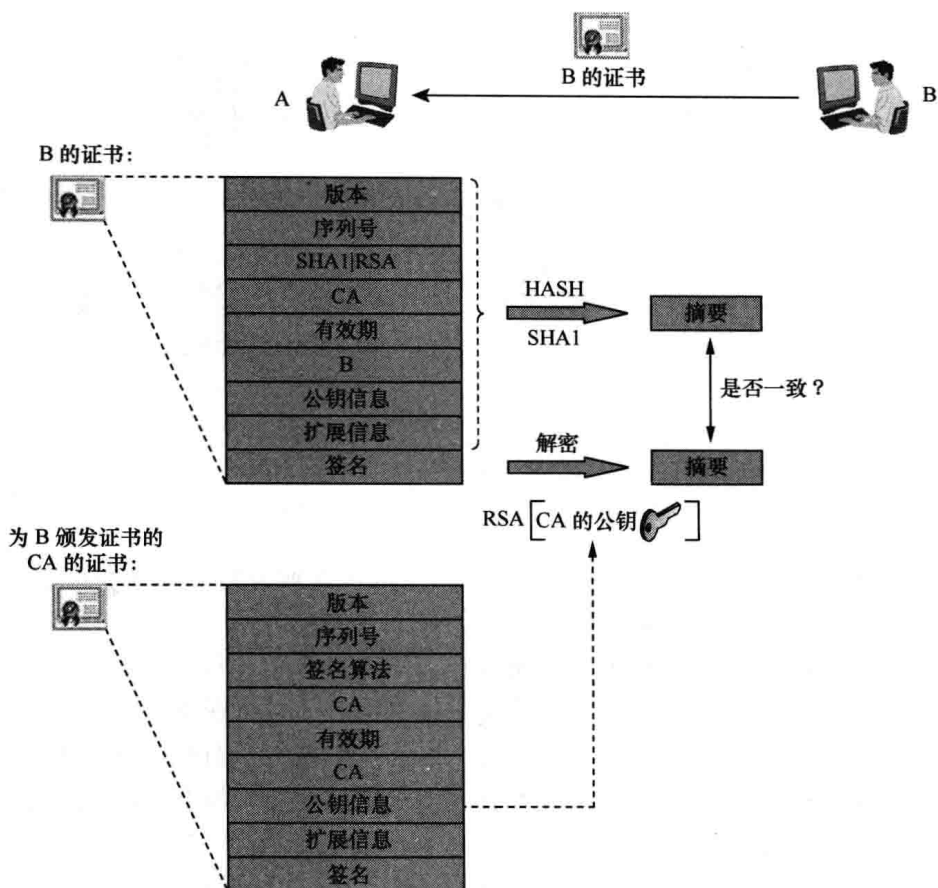 B 的证书
A
B
B 的证书：
版本
序列号
SHA1|RSA
CA
有效期
B
公钥信息
扩展信息
签名
HASH
SHA1
摘要
是否一致？
解密
摘要
RSA[CA 的公钥]
为 B 颁发证书的
CA 的证书：
版本
序列号
签名算法
CA
有效期
CA
公钥信息
扩展信息
签名